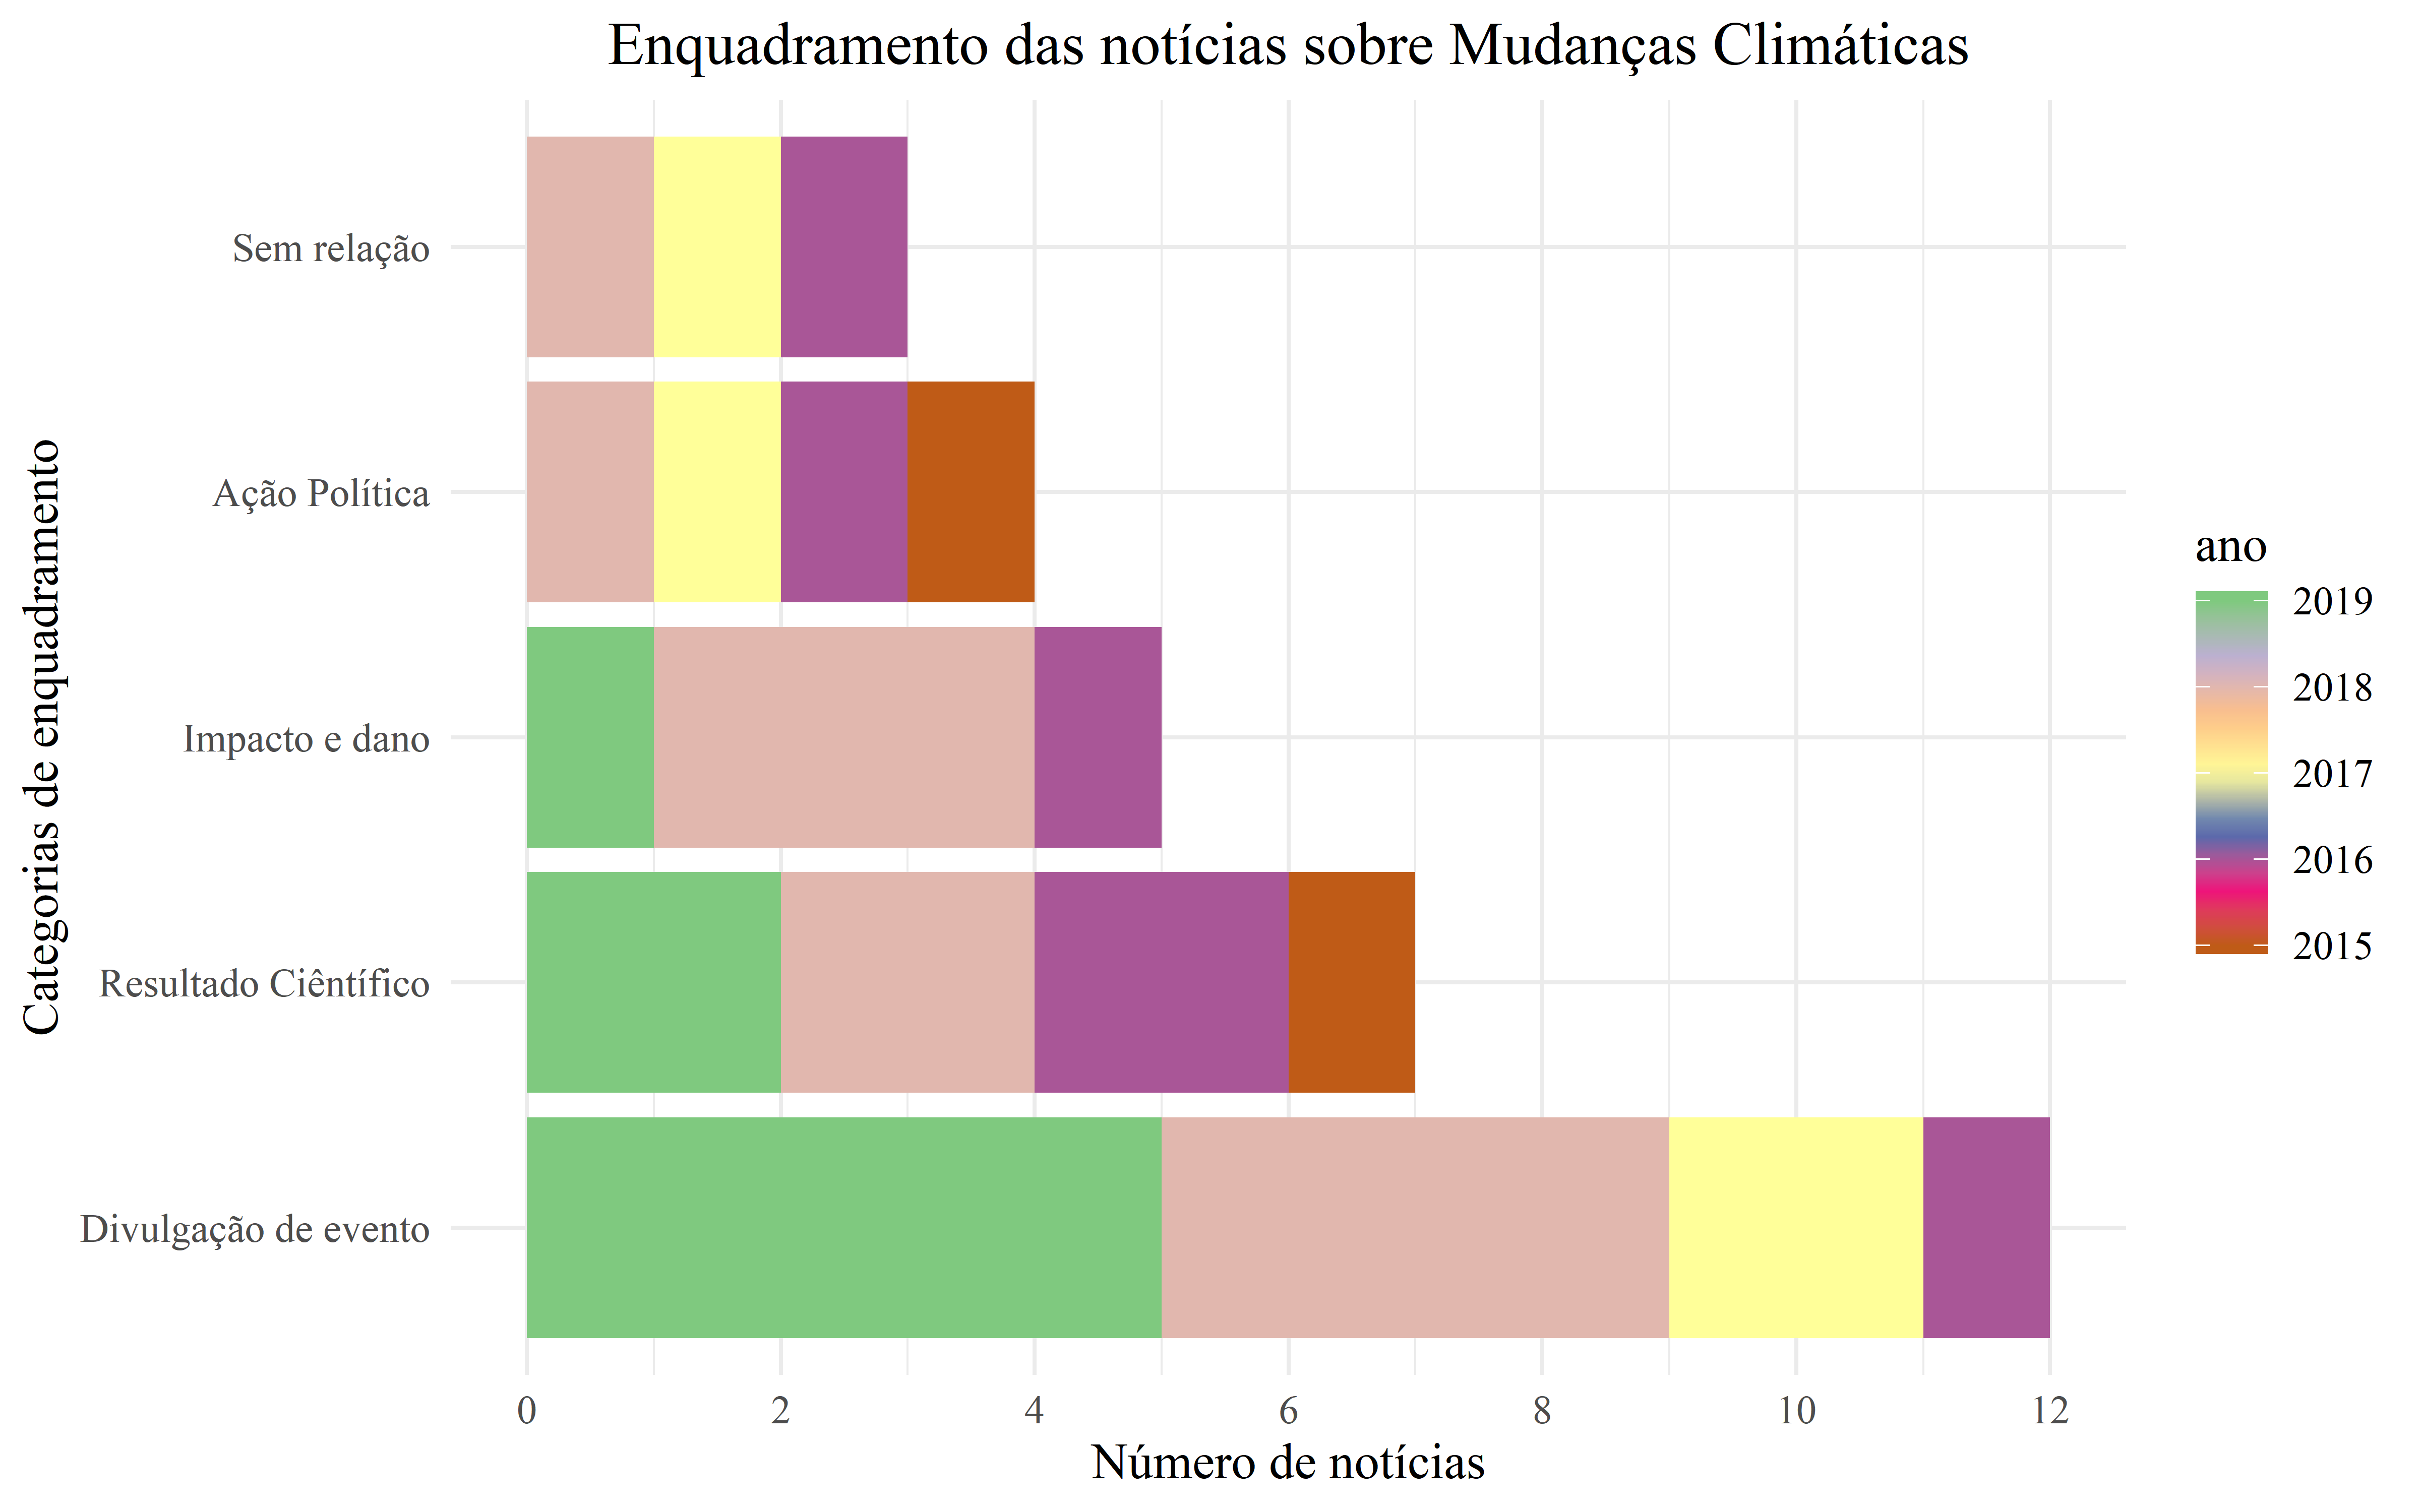 Enquadramento das notícias sobre Mudanças Climáticas
Categorias de enquadramento
Sem relação
Ação Política
Impacto e dano
Resultado Ciêntífico
Divulgação de evento
0 2 4 6 8 10 12
Número de notícias
ano
2019
2018
2017
2016
2015